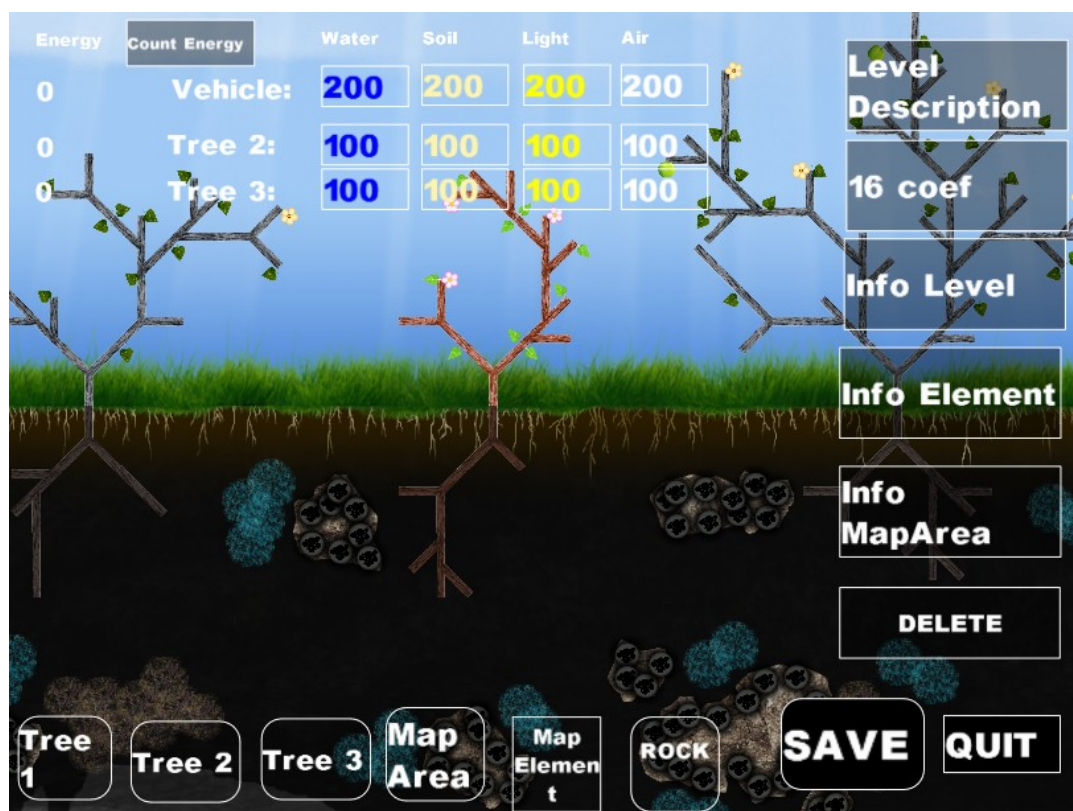 Energy Count Energy Water Soil Light Air
0 Vehicle: 200 200 200 200
0 Tree 2: 100 100 100 100
0 Tree 3: 100 100 100 100
Level
Description
16 coef
Info Level
Info Element
Info
MapArea
DELETE
Tree
1
Tree 2
Tree 3
Map
Area
Map
Elemen
t
ROCK
SAVE
QUIT